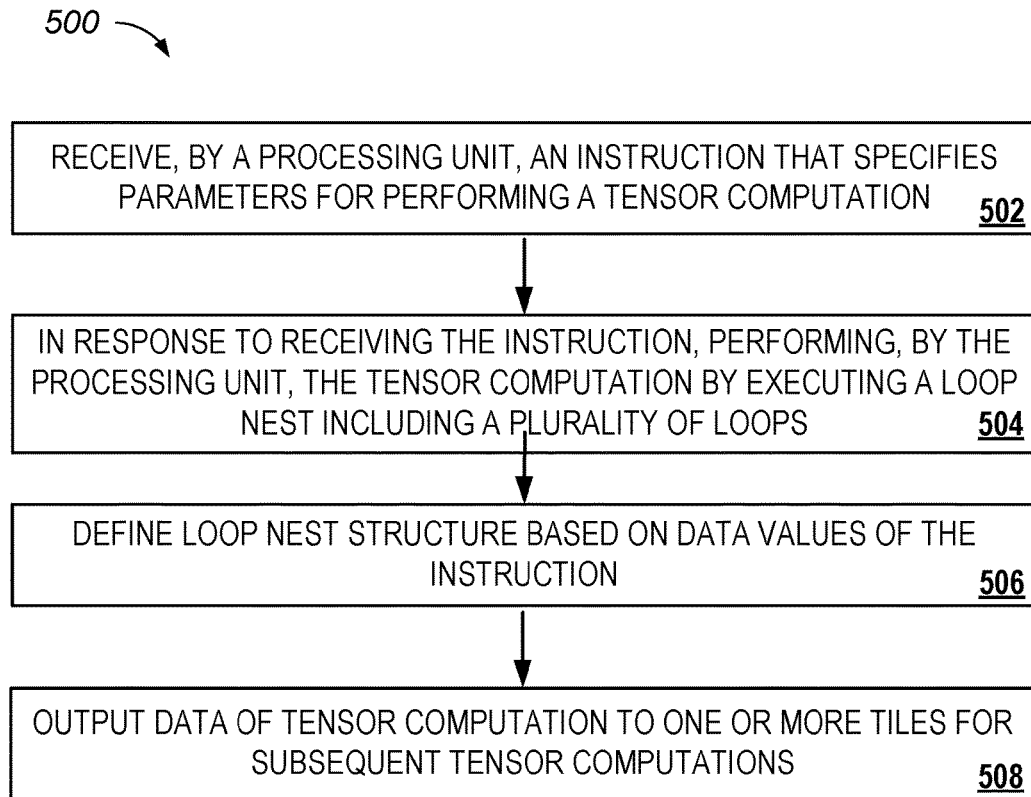 500
RECEIVE, BY A PROCESSING UNIT, AN INSTRUCTION THAT SPECIFIES
PARAMETERS FOR PERFORMING A TENSOR COMPUTATION
502
IN RESPONSE TO RECEIVING THE INSTRUCTION, PERFORMING, BY THE
PROCESSING UNIT, THE TENSOR COMPUTATION BY EXECUTING A LOOP
NEST INCLUDING A PLURALITY OF LOOPS
504
DEFINE LOOP NEST STRUCTURE BASED ON DATA VALUES OF THE
INSTRUCTION
506
OUTPUT DATA OF TENSOR COMPUTATION TO ONE OR MORE TILES FOR
SUBSEQUENT TENSOR COMPUTATIONS
508